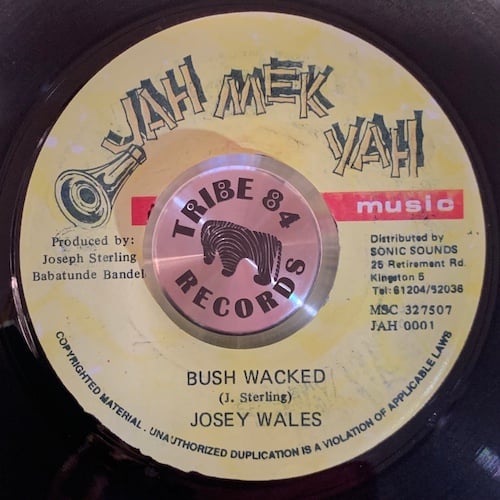 JAH MEK
YAH
music
TRIBE 84
RECORDS
Produced by:
Joseph Sterling
Babatunde Bandel
Distributed by
SONIC SOUNDS
25 Retirement Rd.
Kingston 5
Tel: 61204/52036
MSC 327507
JAH 0001
BUSH WACKED
(J. Sterling)
JOSEY WALES
COPYRIGHTED MATERIAL . UNAUTHORIZED DUPLICATION IS A VIOLATION OF APPLICABLE LAWS